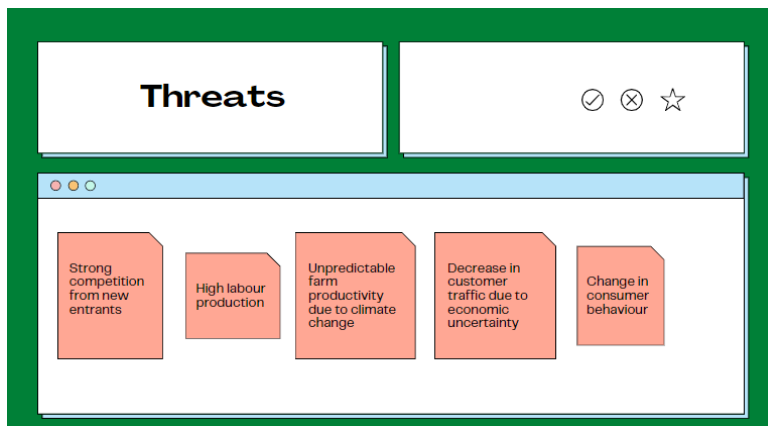 Threats
Strong
competition
from new
entrants
High labour
production
Unpredictable
farm
productivity
due to climate
change
Decrease in
customer
traffic due to
economic
uncertainty
Change in
consumer
behaviour